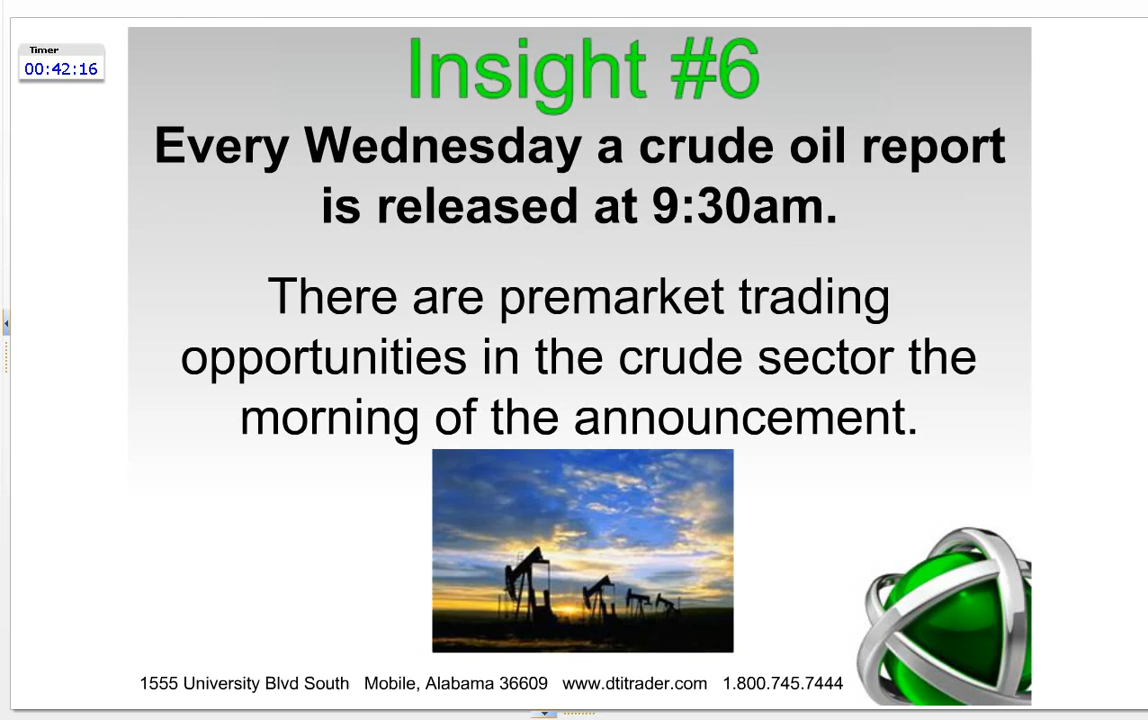 Timer
00:42:16
Insight #6
Every Wednesday a crude oil report
is released at 9:30am.
There are premarket trading
opportunities in the crude sector the
morning of the announcement.
1555 University Blvd South Mobile, Alabama 36609 www.dtitrader.com 1.800.745.7444